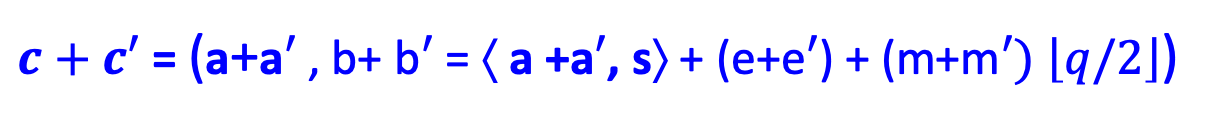 c + c′ = (a+a′ , b+ b′ = ⟨ a +a′, s⟩ + (e+e′) + (m+m′) ⌊q/2⌋)